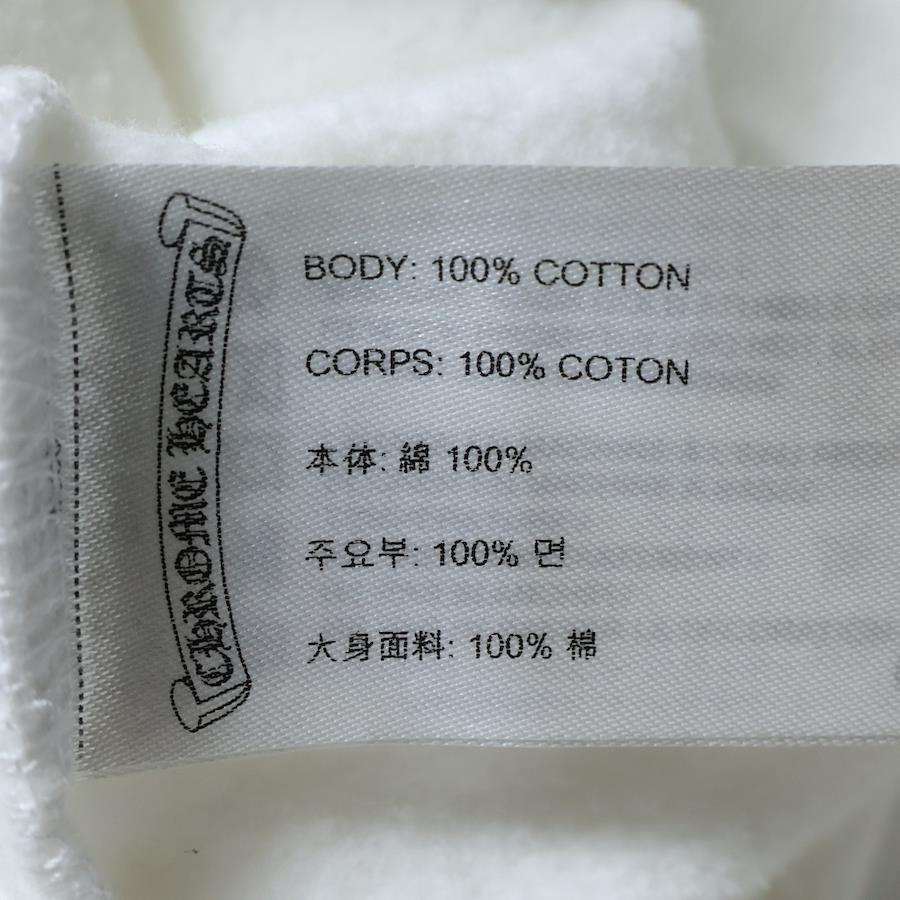 CHROME HEARTS
BODY: 100% COTTON
CORPS: 100% COTON
本体: 綿 100%
주요부: 100% 면
大身面料: 100% 棉